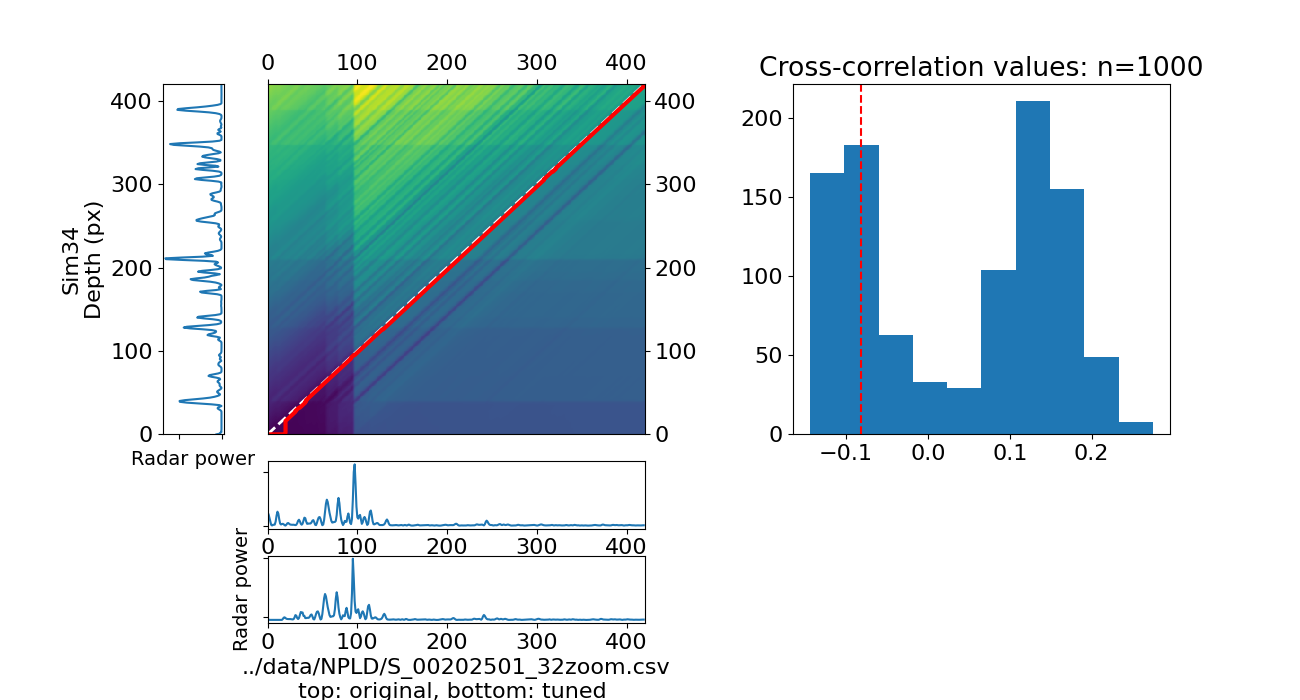 Cross-correlation values: n=1000
0 100 200 300 400
400
300
200
100
0
Sim34
Depth (px)
Radar power
400
300
200
100
0
200
150
100
50
0
−0.1 0.0 0.1 0.2
0 100 200 300 400
Radar power
0 100 200 300 400
../data/NPLD/S_00202501_32zoom.csv
top: original, bottom: tuned